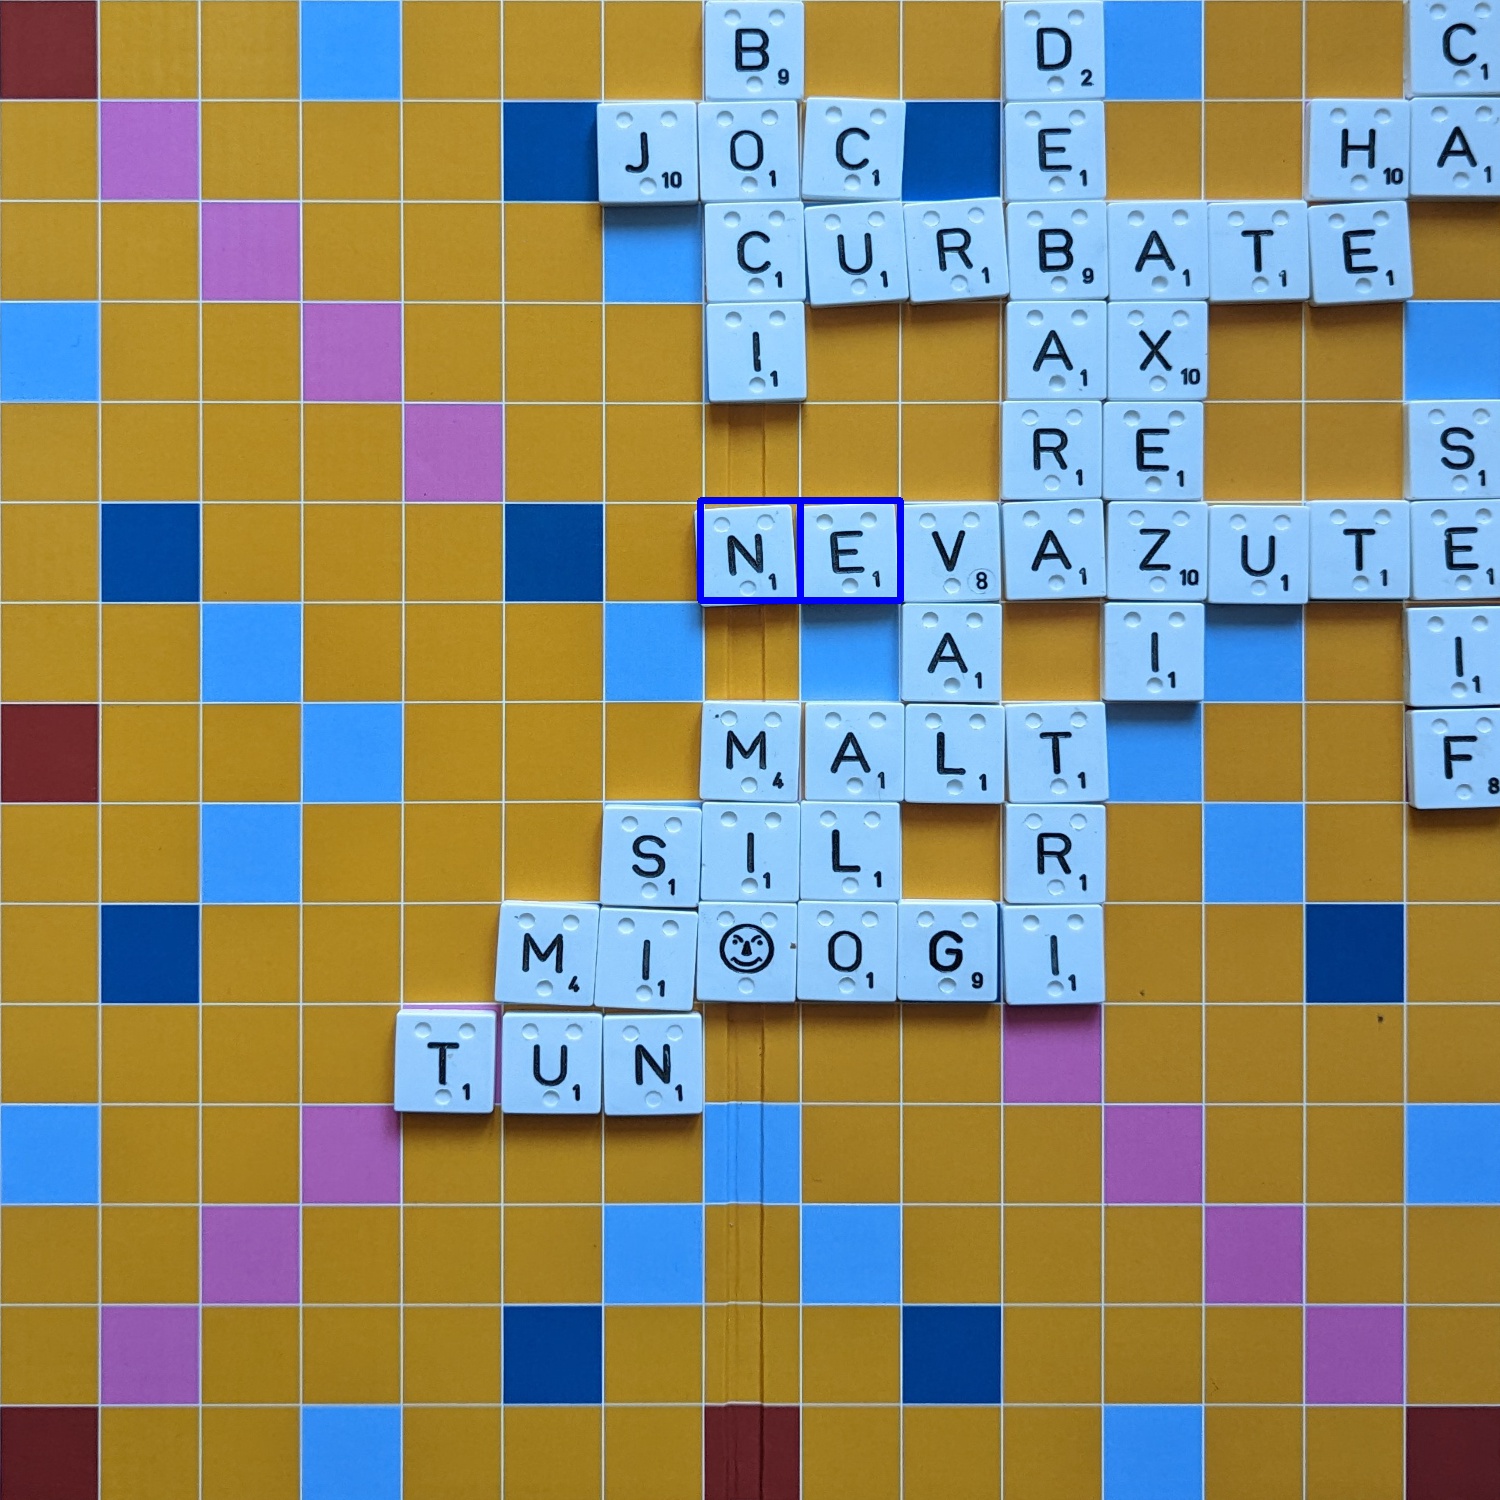 B D C
J O C E H A
C U R B A T E
I A X
R E S
N E V A Z U T E
A I I
M A L T F
S I L R
M I O G I
T U N